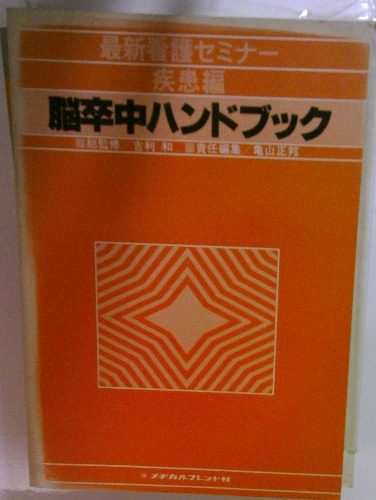 最新看護セミナー
疾患編
脳卒中ハンドブック
■総監修 吉利 和 ■責任編集／亀山正邦
メヂカルフレンド社